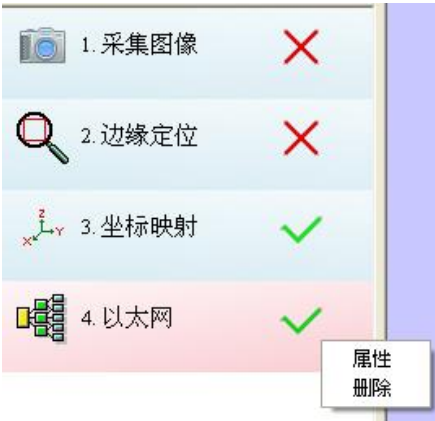 1. 采集图像
2. 边缘定位
Z
X Y
3. 坐标映射
4. 以太网
属性
删除